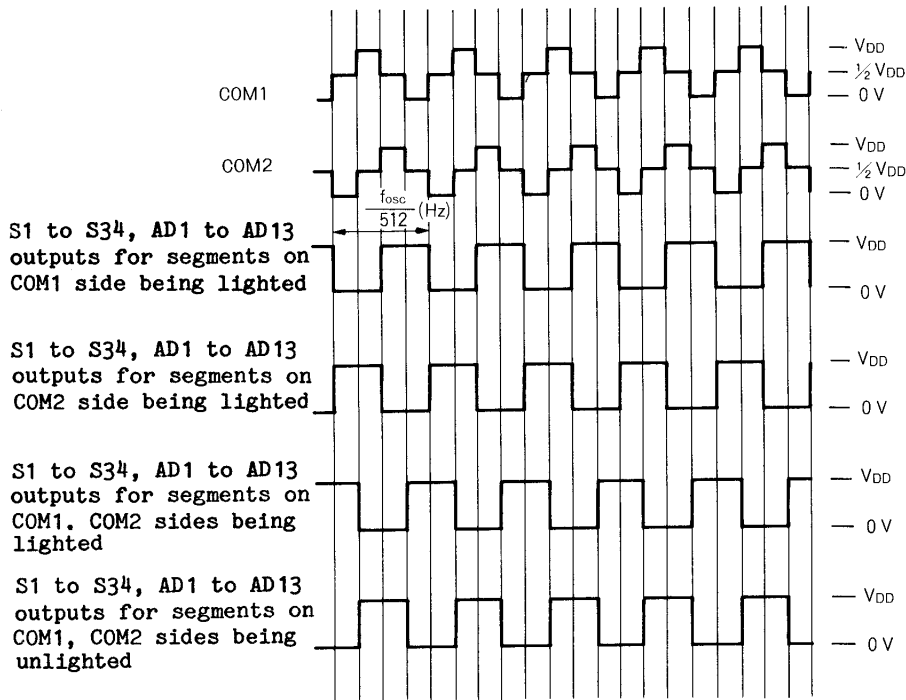 COM1
VDD
½ VDD
0 V
COM2
VDD
½ VDD
0 V
fosc
512
(Hz)
S1 to S34, AD1 to AD13
outputs for segments on
COM1 side being lighted
VDD
0 V
S1 to S34, AD1 to AD13
outputs for segments on
COM2 side being lighted
VDD
0 V
S1 to S34, AD1 to AD13
outputs for segments on
COM1. COM2 sides being
lighted
VDD
0 V
S1 to S34, AD1 to AD13
outputs for segments on
COM1, COM2 sides being
unlighted
VDD
0 V